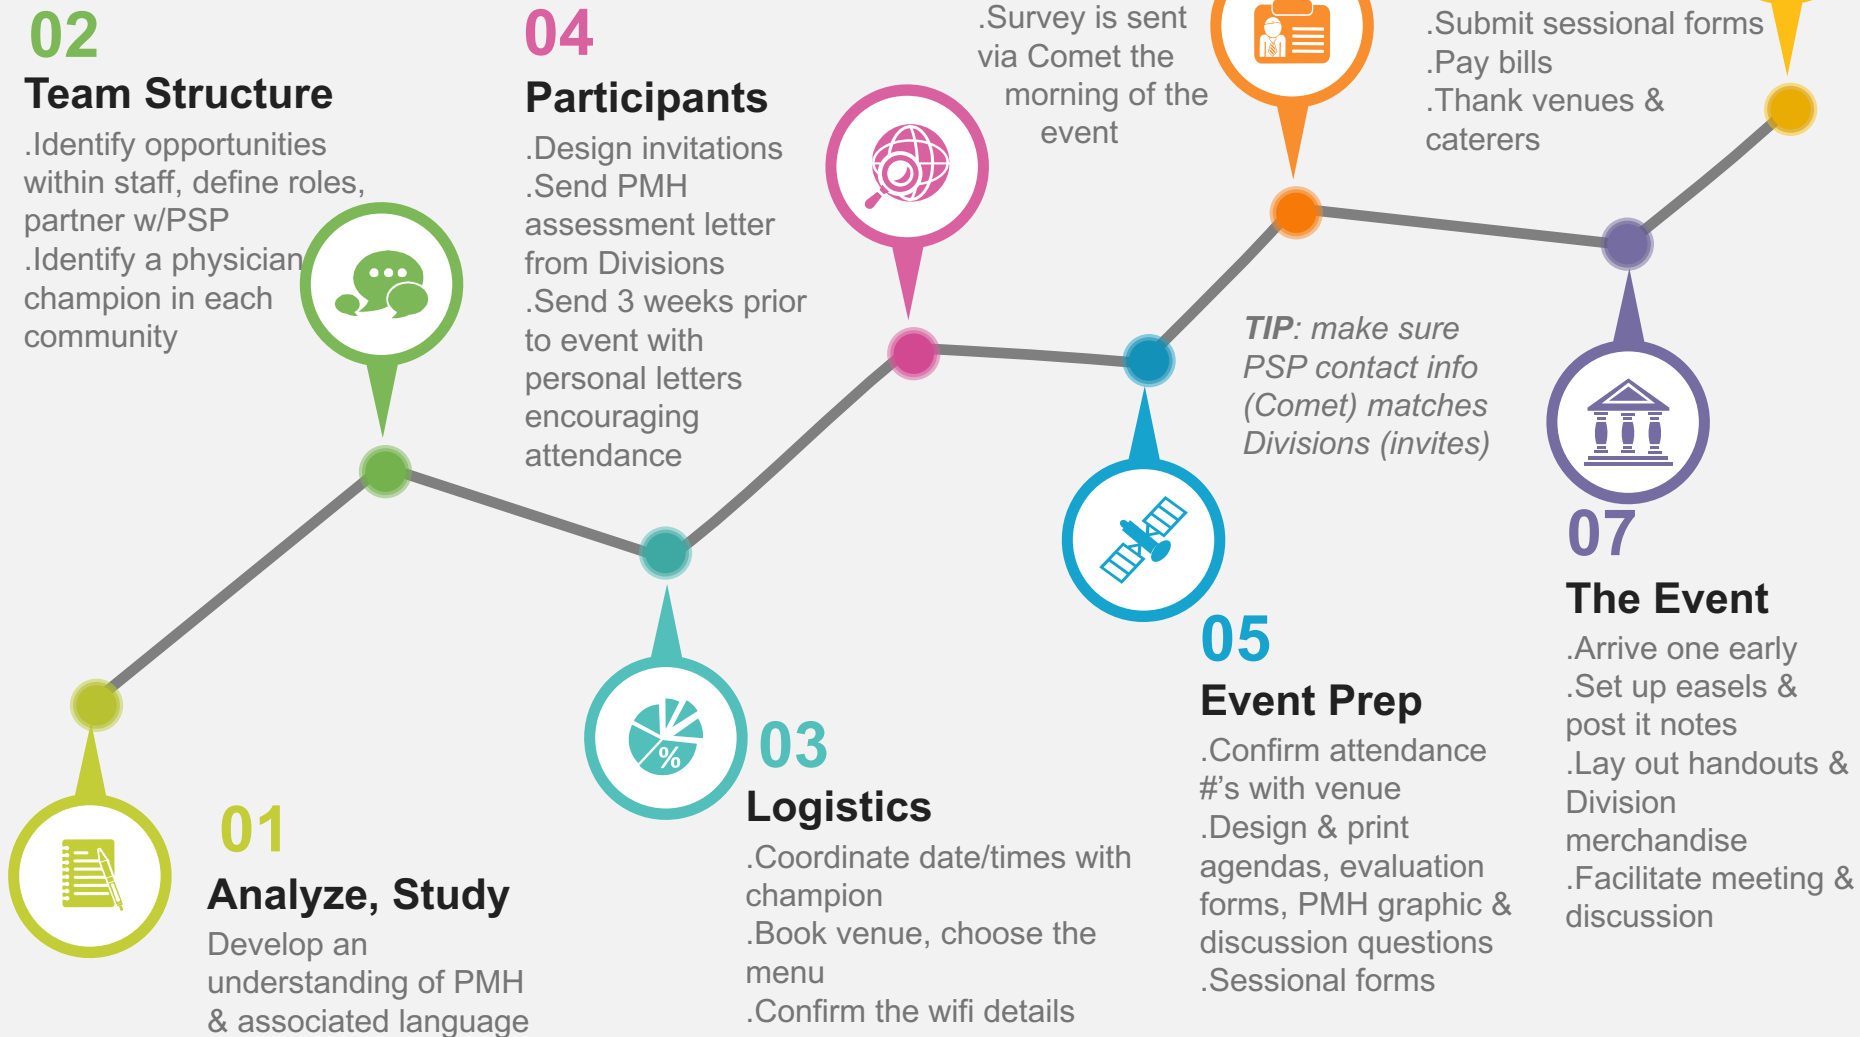 02
Team Structure
.Identify opportunities
within staff, define roles,
partner w/PSP
.Identify a physician
champion in each
community
04
Participants
.Design invitations
.Send PMH
assessment letter
from Divisions
.Send 3 weeks prior
to event with
personal letters
encouraging
attendance
.Survey is sent
via Comet the
morning of the
event
.Submit sessional forms
.Pay bills
.Thank venues &
caterers
TIP: make sure
PSP contact info
(Comet) matches
Divisions (invites)
01
Analyze, Study
Develop an
understanding of PMH
& associated language
%
03
Logistics
.Coordinate date/times with
champion
.Book venue, choose the
menu
.Confirm the wifi details
05
Event Prep
.Confirm attendance
#'s with venue
.Design & print
agendas, evaluation
forms, PMH graphic &
discussion questions
.Sessional forms
07
The Event
.Arrive one early
.Set up easels &
post it notes
.Lay out handouts &
Division
merchandise
.Facilitate meeting &
discussion